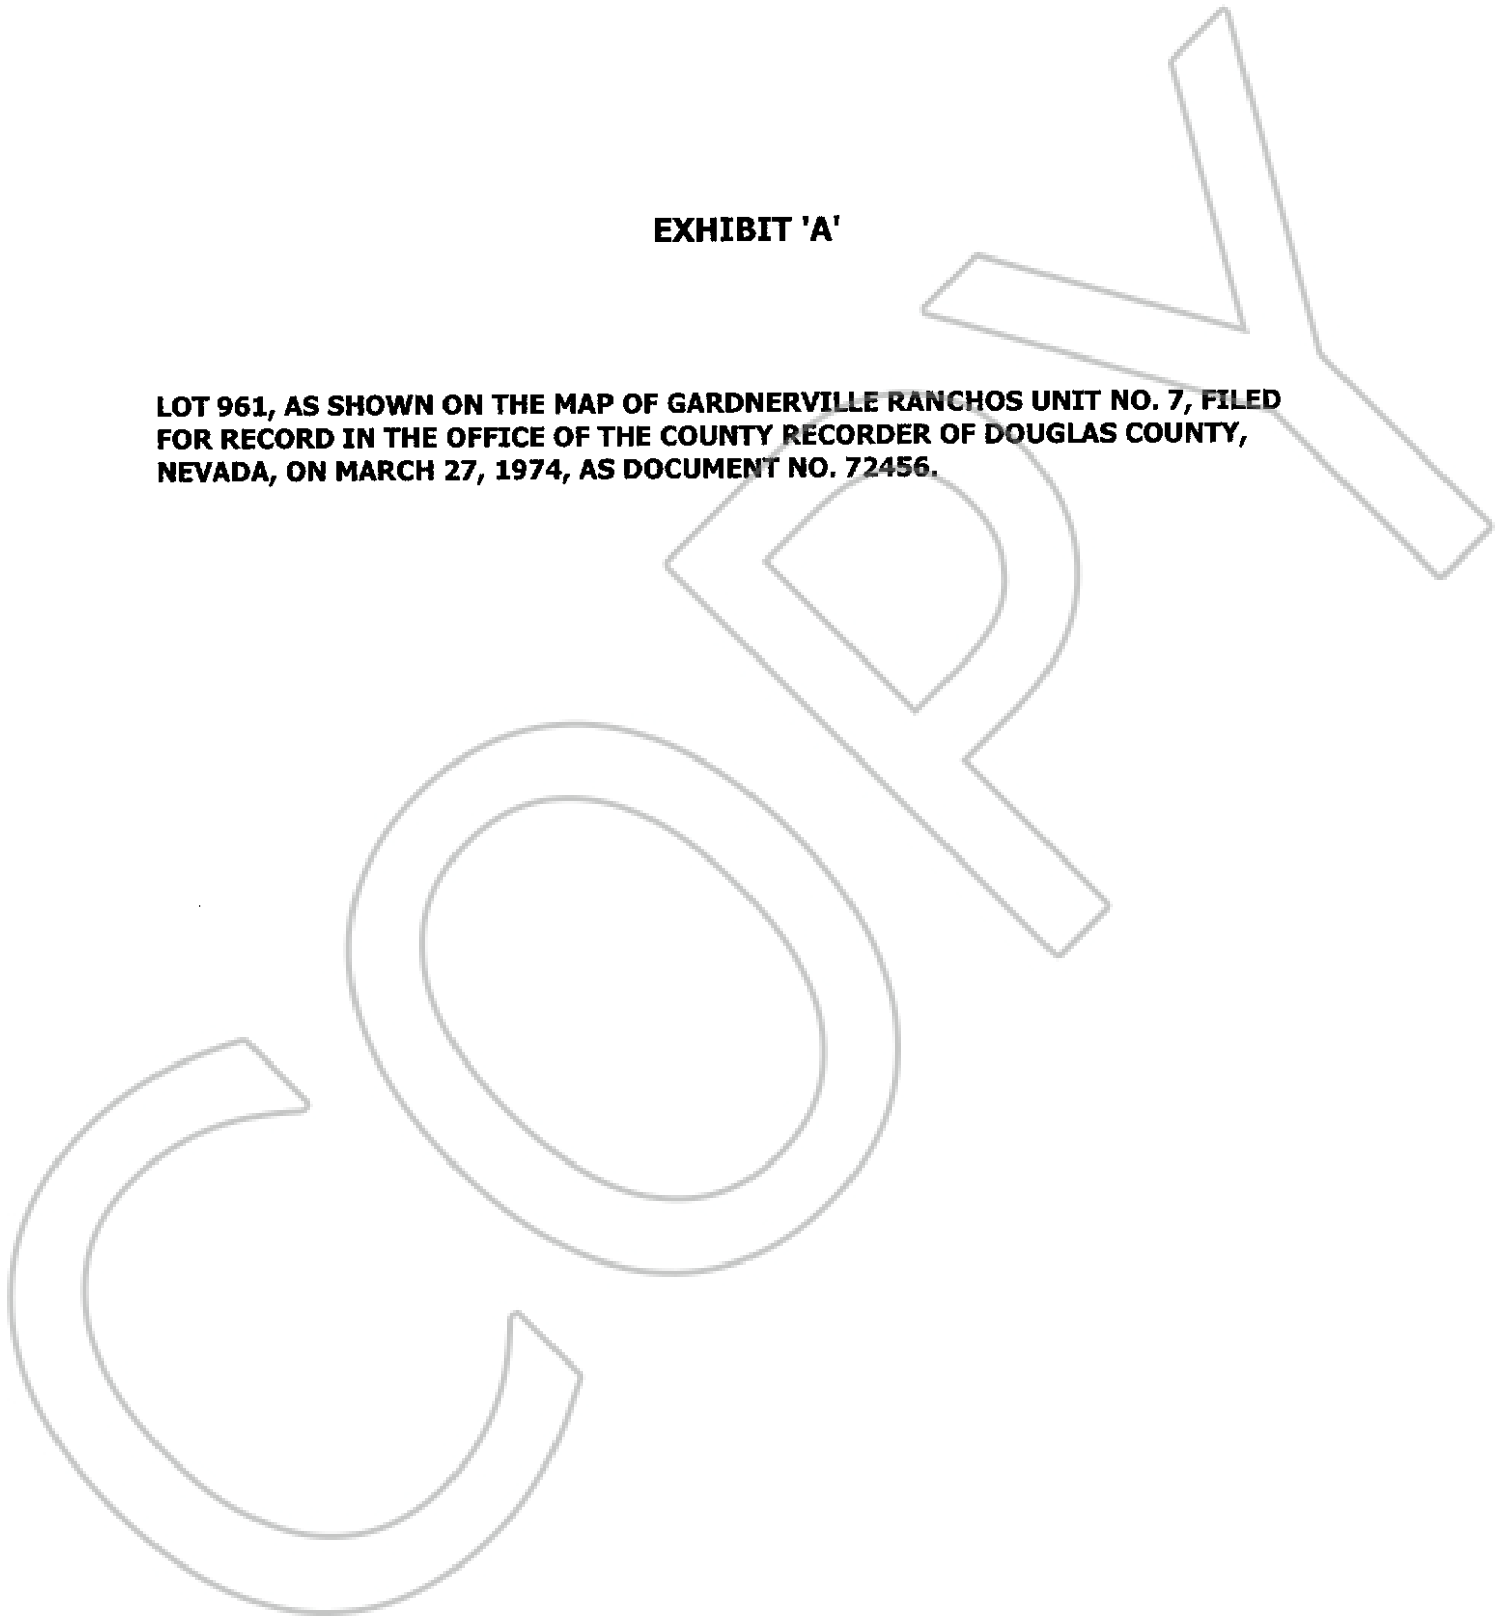 EXHIBIT 'A'
LOT 961, AS SHOWN ON THE MAP OF GARDNERVILLE RANCHOS UNIT NO. 7, FILED
FOR RECORD IN THE OFFICE OF THE COUNTY RECORDER OF DOUGLAS COUNTY,
NEVADA, ON MARCH 27, 1974, AS DOCUMENT NO. 72456.
COPY